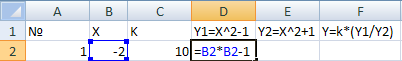 A B C D E F
1 № X K Y1=X^2-1 Y2=X^2+1 Y=k*(Y1/Y2)
2 1 -2 10 =B2*B2-1